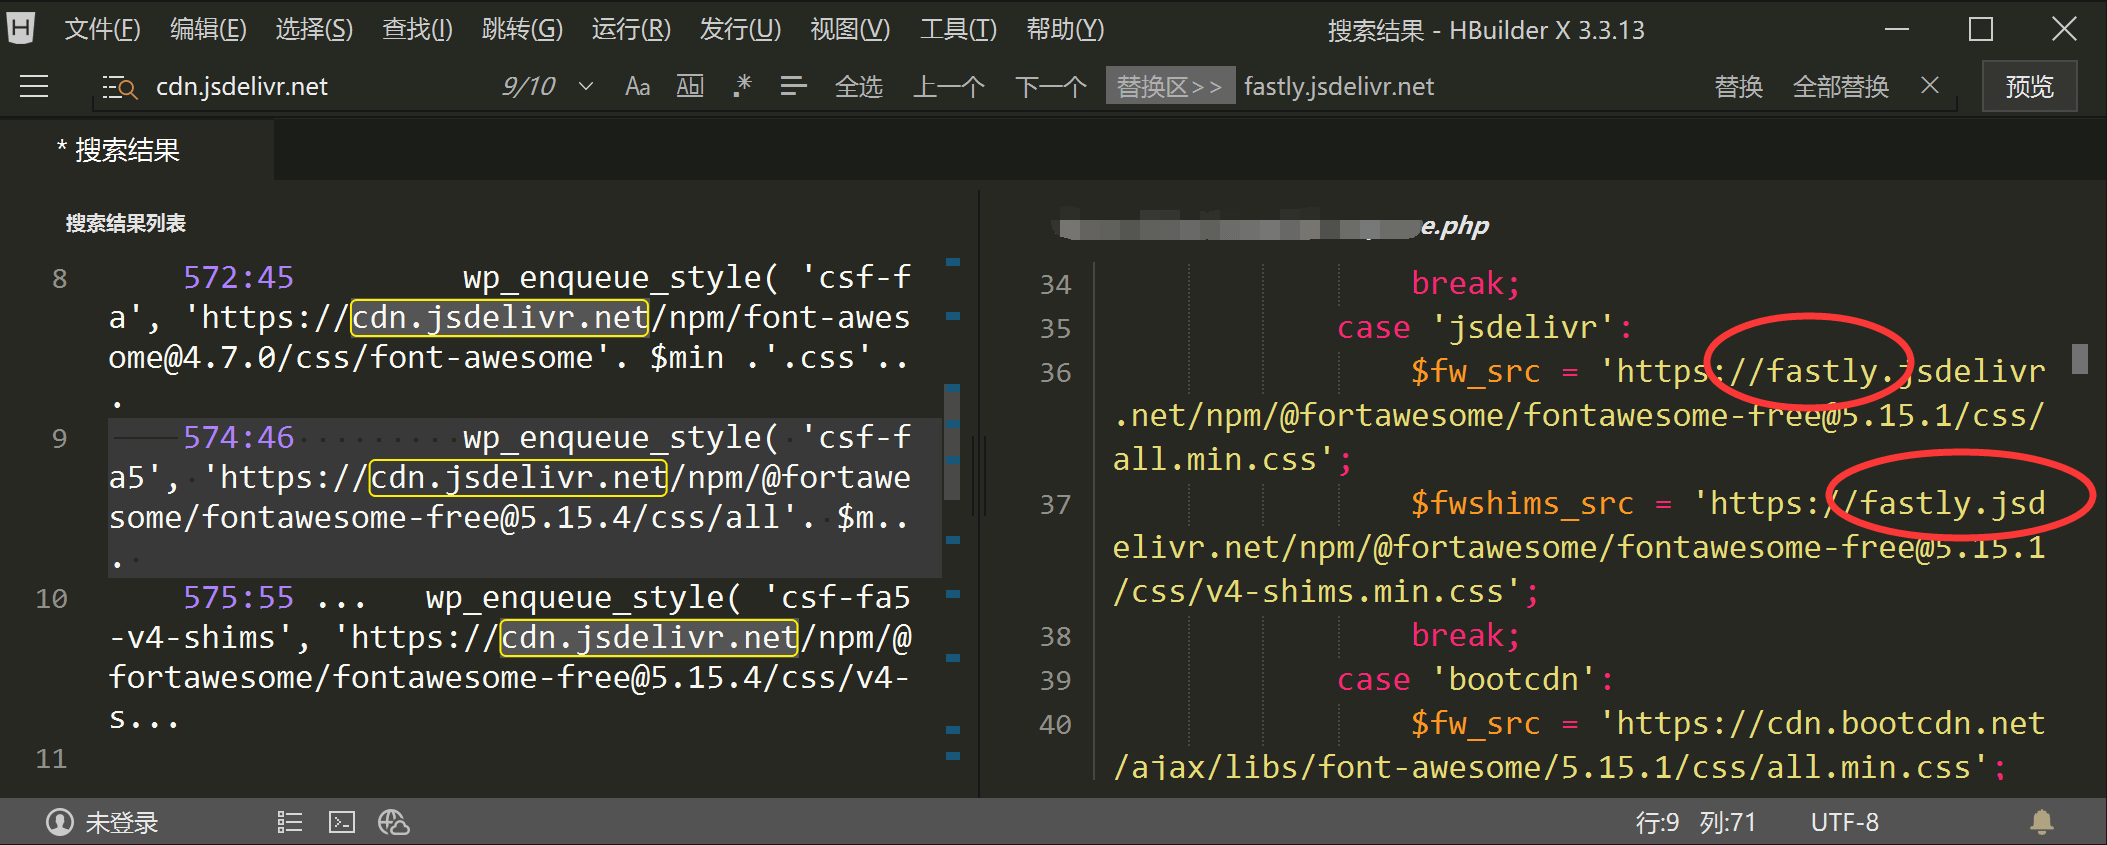 H 文件(F) 编辑(E) 选择(S) 查找(I) 跳转(G) 运行(R) 发行(U) 视图(V) 工具(T) 帮助(Y) 搜索结果 - HBuilder X 3.3.13
cdn.jsdelivr.net 9/10 Aa Abl .* 全选 上一个 下一个 替换区>> fastly.jsdelivr.net 替换 全部替换 预览
* 搜索结果
搜索结果列表
8 572:45 wp_enqueue_style( 'csf-f
a', 'https://cdn.jsdelivr.net/npm/font-awes
ome@4.7.0/css/font-awesome'. $min .'.css'..
.
9 574:46 wp_enqueue_style( 'csf-f
a5', 'https://cdn.jsdelivr.net/npm/@fortawe
some/fontawesome-free@5.15.4/css/all'. $m..
.
10 575:55 ... wp_enqueue_style( 'csf-fa5
-v4-shims', 'https://cdn.jsdelivr.net/npm/@
fortawesome/fontawesome-free@5.15.4/css/v4-
s...
11
e.php
34 break;
35 case 'jsdelivr':
36 $fw_src = 'https://fastly.jsdelivr
.net/npm/@fortawesome/fontawesome-free@5.15.1/css/
all.min.css';
37 $fwshims_src = 'https://fastly.jsd
elivr.net/npm/@fortawesome/fontawesome-free@5.15.1
/css/v4-shims.min.css';
38 break;
39 case 'bootcdn':
40 $fw_src = 'https://cdn.bootcdn.net
/ajax/libs/font-awesome/5.15.1/css/all.min.css';
未登录 行:9 列:71 UTF-8